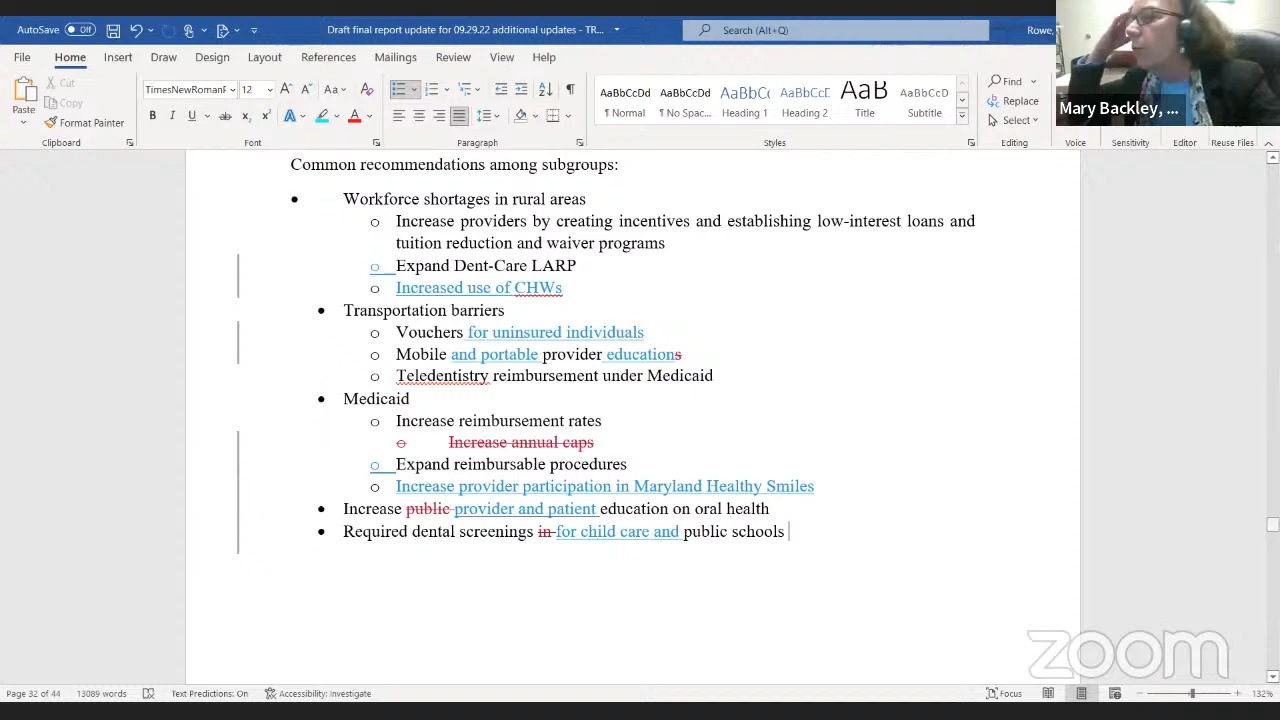 AutoSave Off
Draft final report update for 09.29.22 additional updates - TR...
Search (Alt+Q)
Rowe,
File Home Insert Draw Design Layout References Mailings Review View Help
Mary Backley, ...
Paste
Cut
Copy
Format Painter
TimesNewRomanF 12
AaBbCcDd AaBbCcDd AaBbC( AaBbCcE AaB AaBbCcD
¶ Normal ¶ No Spac... Heading 1 Heading 2 Title Subtitle
Find
Replace
Select
Clipboard Font Paragraph Styles Editing Voice Sensitivity Editor Reuse Files
Common recommendations among subgroups:
• Workforce shortages in rural areas
o Increase providers by creating incentives and establishing low-interest loans and
tuition reduction and waiver programs
o Expand Dent-Care LARP
o Increased use of CHWs
• Transportation barriers
o Vouchers for uninsured individuals
o Mobile and portable provider educations
o Teledentistry reimbursement under Medicaid
• Medicaid
o Increase reimbursement rates
o Increase annual caps
o Expand reimbursable procedures
o Increase provider participation in Maryland Healthy Smiles
• Increase public provider and patient education on oral health
• Required dental screenings in for child care and public schools
zoom
Page 32 of 44 13089 words Text Predictions: On Accessibility: Investigate Focus 132%